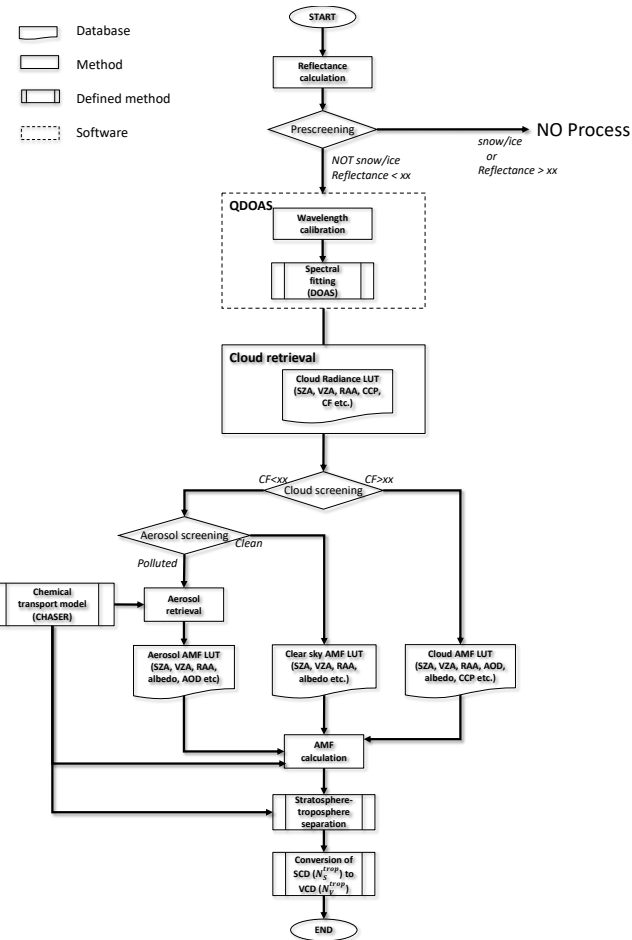 START
Database
Method
Defined method
Software
Reflectance
calculation
Prescreening
NO Process
snow/ice
or
Reflectance > xx
NOT snow/ice
Reflectance < xx
QDOAS
Wavelength
calibration
Spectral
fitting
(DOAS)
Cloud retrieval
Cloud Radiance LUT
(SZA, VZA, RAA, CCP,
CF etc.)
CF<xx
CF>xx
Cloud screening
Aerosol screening
Clean
Polluted
Chemical
transport model
(CHASER)
Aerosol
retrieval
Aerosol AMF LUT
(SZA, VZA, RAA,
albedo, AOD etc)
Clear sky AMF LUT
(SZA, VZA, RAA,
albedo etc.)
Cloud AMF LUT
(SZA, VZA, RAA, AOD,
albedo, CCP etc.)
AMF
calculation
Stratosphere-
troposphere
separation
Conversion of
SCD (N_S^trop) to
VCD (N_V^trop)
END